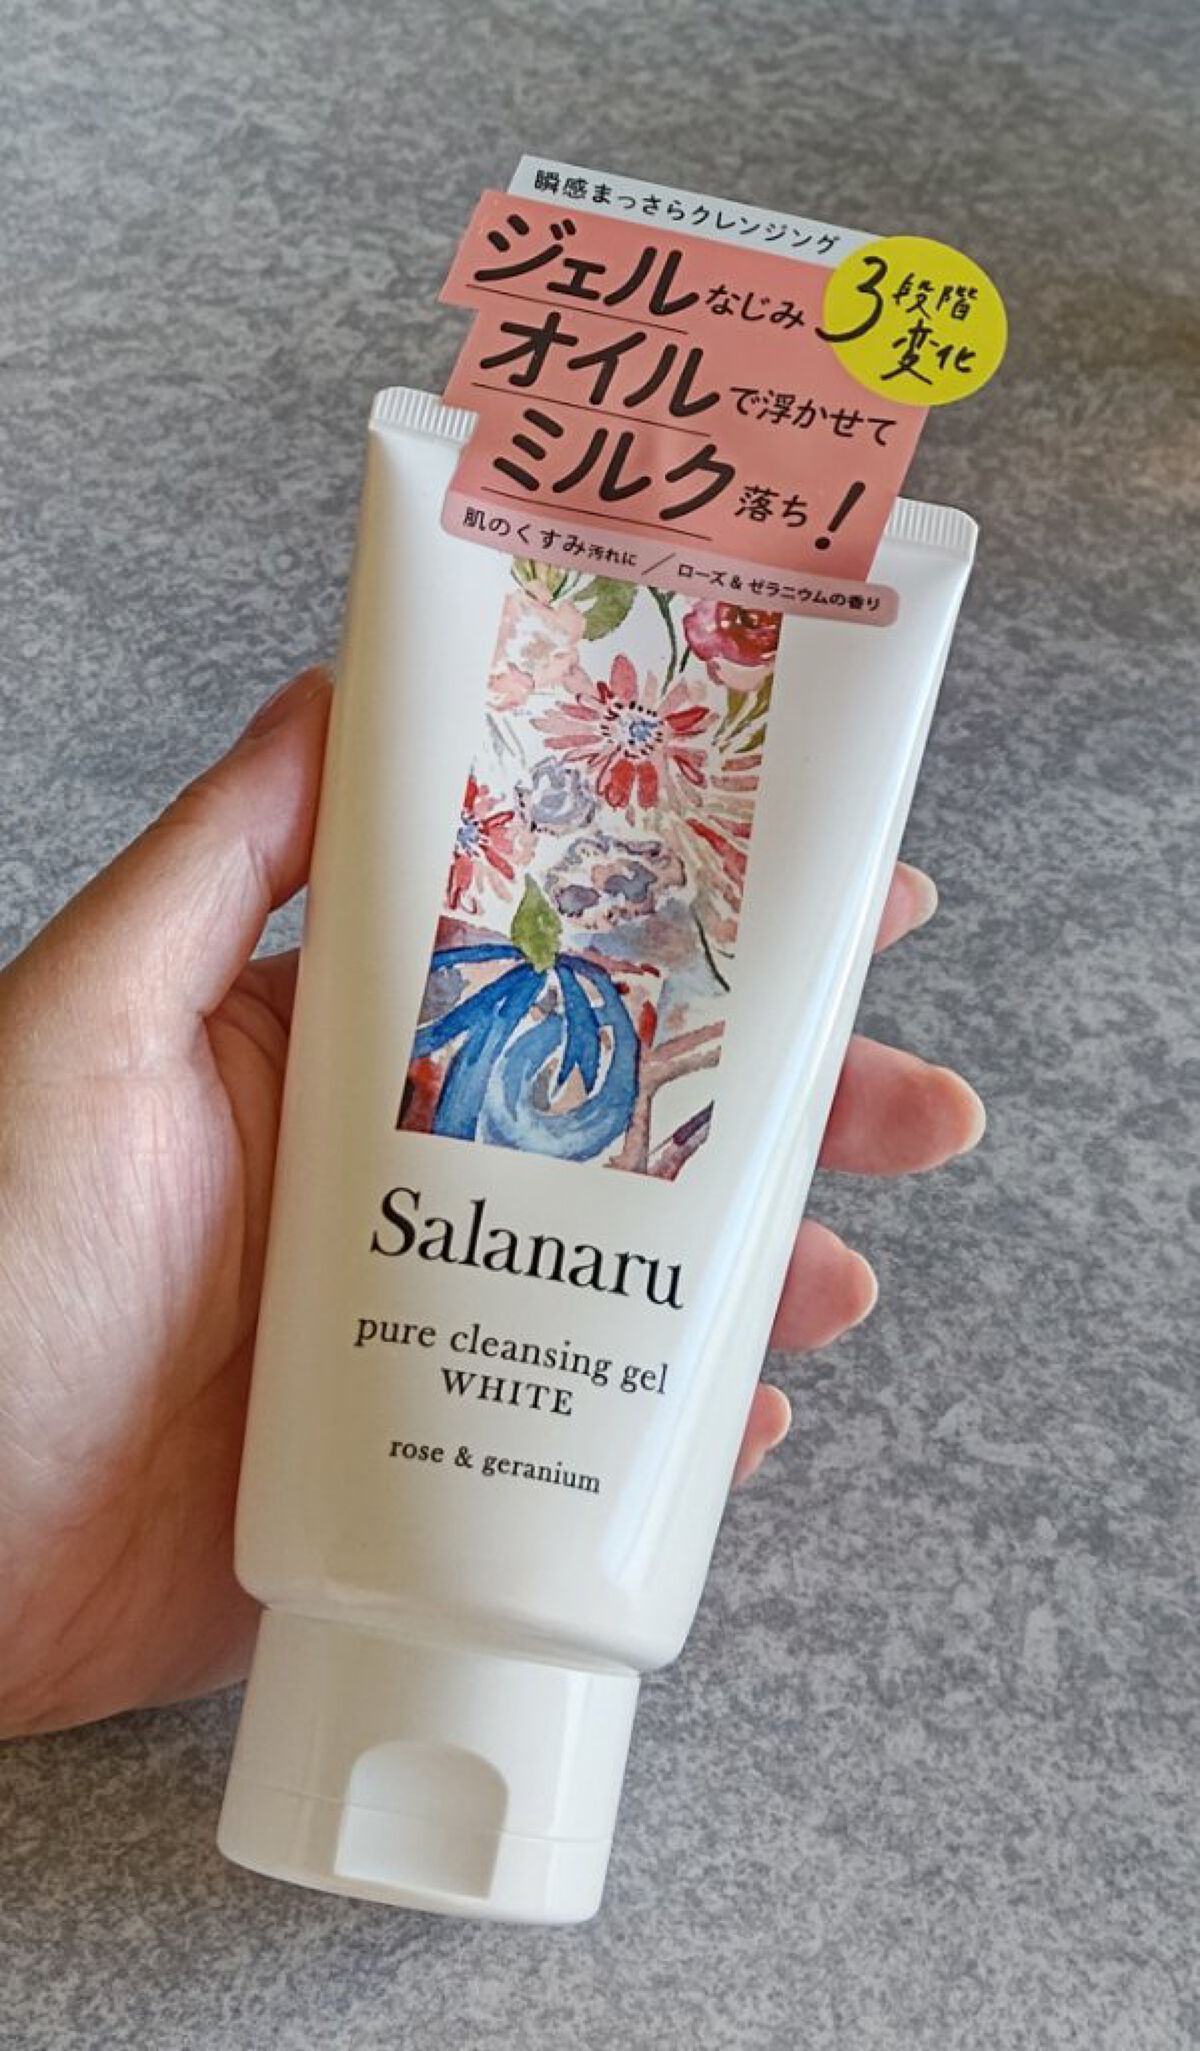 瞬感まっさらクレンジング
ジェルなじみ
オイルで浮かせて
ミルク落ち!
3段階
変化
肌のくすみ汚れに / ローズ&ゼラニウムの香り
Salanaru
pure cleansing gel
WHITE
rose & geranium